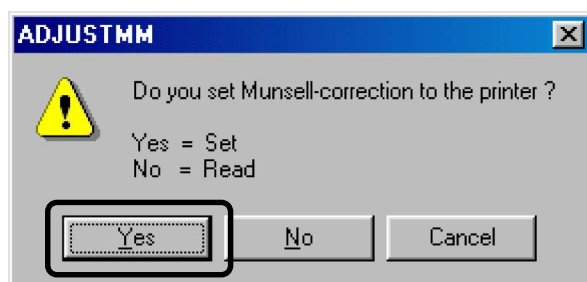 ADJUSTMM
Do you set Munsell-correction to the printer ?
Yes = Set
No = Read
Yes No Cancel